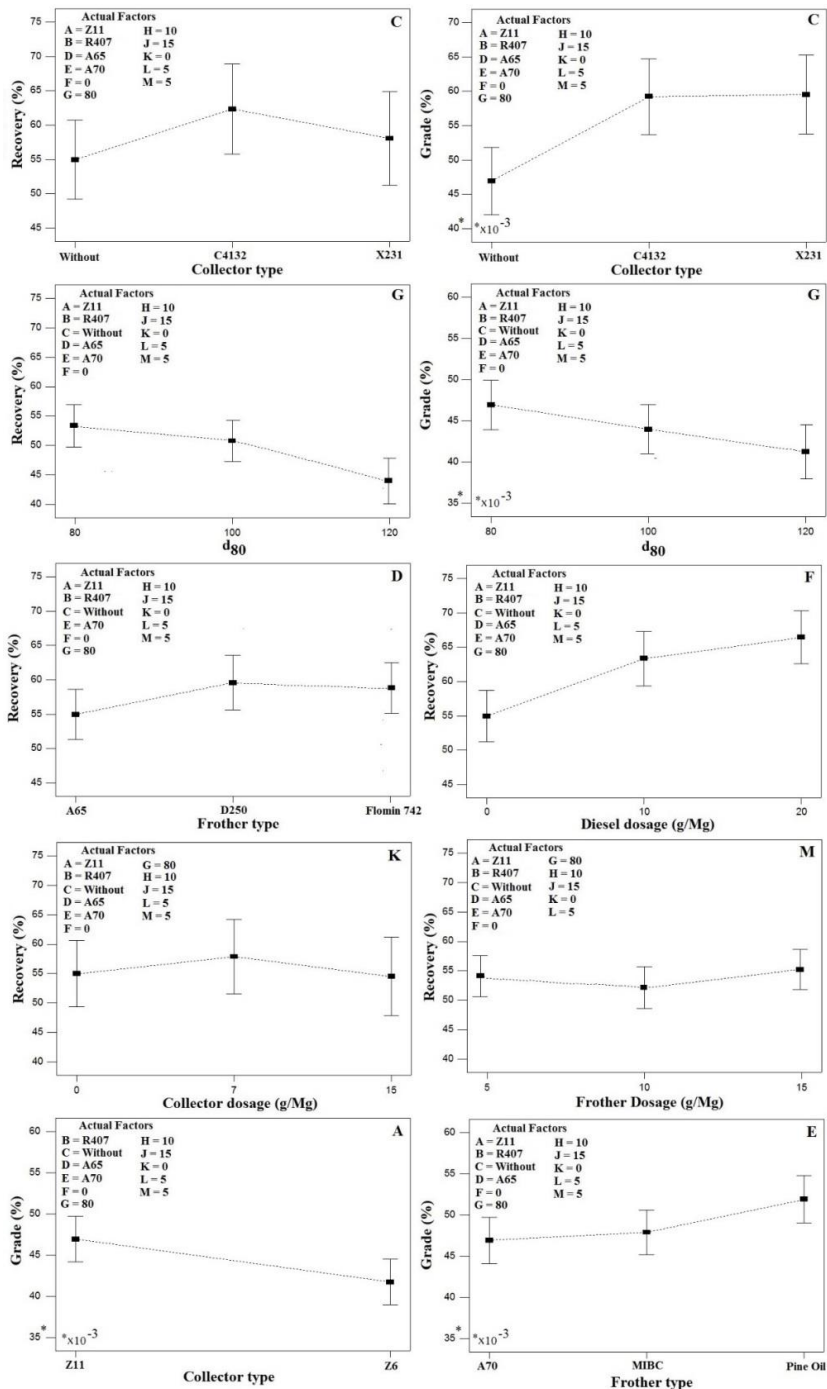 Actual Factors
C
A = Z11 H = 10
B = R407 J = 15
D = A65 K = 0
E = A70 L = 5
F = 0 M = 5
G = 80
75
70
65
60
55
50
45
Recovery (%)
Without C4132 X231
Collector type
Actual Factors
C
A = Z11 H = 10
B = R407 J = 15
D = A65 K = 0
E = A70 L = 5
F = 0 M = 5
G = 80
70
65
60
55
50
45
40* *x10-3
Grade (%)
Without C4132 X231
Collector type
Actual Factors
G
A = Z11 H = 10
B = R407 J = 15
C = Without K = 0
D = A65 L = 5
E = A70 M = 5
F = 0
75
70
65
60
55
50
45
40
Recovery (%)
80 100 120
d80
Actual Factors
G
A = Z11 H = 10
B = R407 J = 15
C = Without K = 0
D = A65 L = 5
E = A70 M = 5
F = 0
60
55
50
45
40
35* *x10-3
Grade (%)
80 100 120
d80
Actual Factors
D
A = Z11 H = 10
B = R407 J = 15
C = Without K = 0
E = A70 L = 5
F = 0 M = 5
G = 80
75
70
65
60
55
50
45
Recovery (%)
A65 D250 Flomin 742
Frother type
Actual Factors
F
A = Z11 H = 10
B = R407 J = 15
C = Without K = 0
D = A65 L = 5
E = A70 M = 5
G = 80
75
70
65
60
55
50
45
Recovery (%)
0 10 20
Diesel dosage (g/Mg)
Actual Factors
K
A = Z11 G = 80
B = R407 H = 10
C = Without J = 15
D = A65 L = 5
E = A70 M = 5
F = 0
75
70
65
60
55
50
45
40
Recovery (%)
0 7 15
Collector dosage (g/Mg)
Actual Factors
M
A = Z11 G = 80
B = R407 H = 10
C = Without J = 15
D = A65 K = 0
E = A70 L = 5
F = 0
75
70
65
60
55
50
45
40
Recovery (%)
5 10 15
Frother Dosage (g/Mg)
Actual Factors
A
B = R407 H = 10
C = Without J = 15
D = A65 K = 0
E = A70 L = 5
F = 0 M = 5
G = 80
60
55
50
45
40
35* *x10-3
Grade (%)
Z11 Z6
Collector type
Actual Factors
E
A = Z11 H = 10
B = R407 J = 15
C = Without K = 0
D = A65 L = 5
F = 0 M = 5
G = 80
60
55
50
45
40
35* *x10-3
Grade (%)
A70 MIBC Pine Oil
Frother type